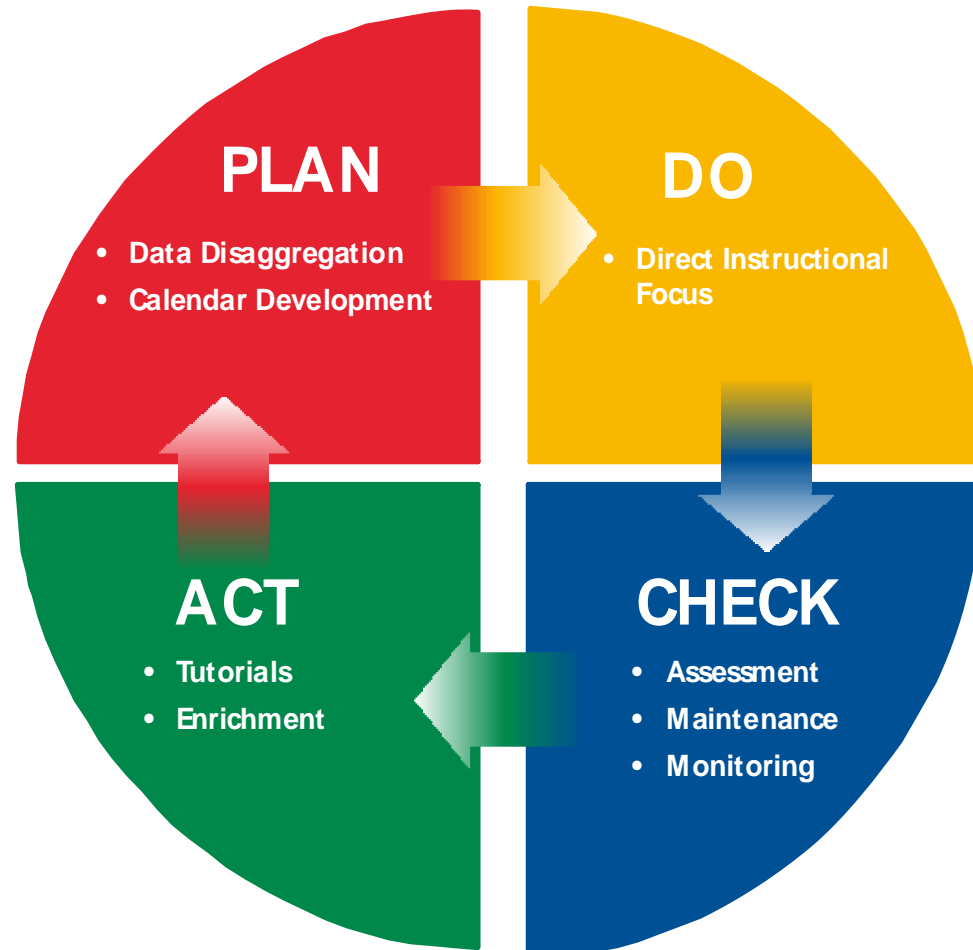 PLAN
• Data Disaggregation
• Calendar Development
DO
• Direct Instructional
Focus
ACT
• Tutorials
• Enrichment
CHECK
• Assessment
• Maintenance
• Monitoring